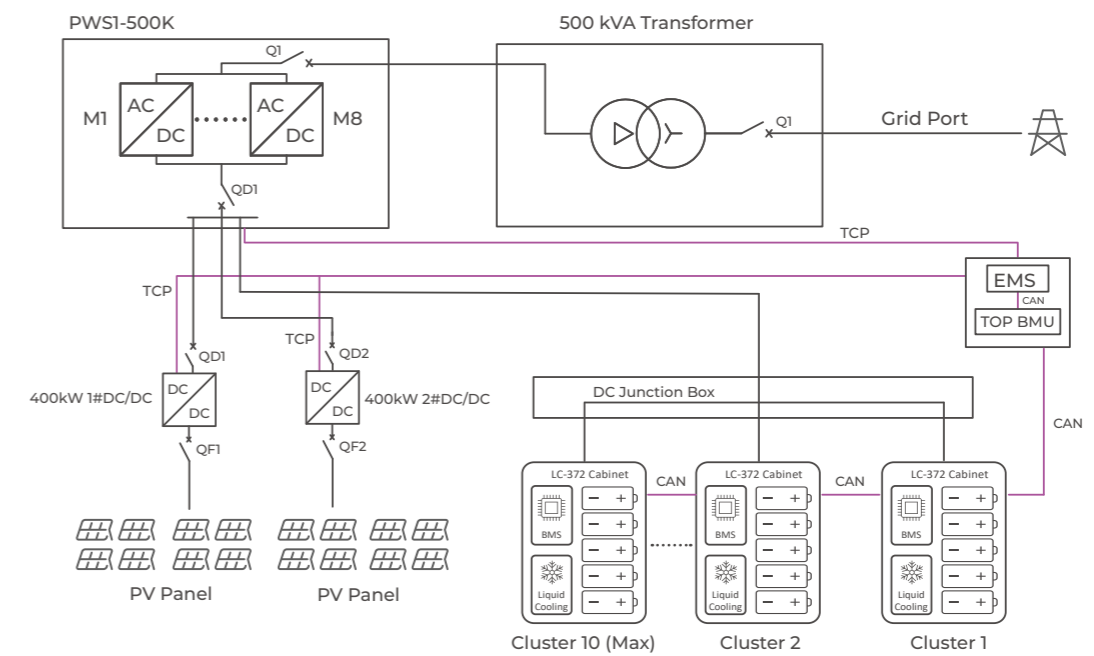 PWS1-500K
500 kVA Transformer
Q1
M1
AC
DC
AC
DC
M8
QD1
Q1
Grid Port
TCP
EMS
CAN
TOP BMU
TCP
TCP
QD1
QD2
400kW 1#DC/DC
DC
DC
DC
DC
400kW 2#DC/DC
QF1
QF2
DC Junction Box
CAN
LC-372 Cabinet
BMS
Liquid
Cooling
CAN
LC-372 Cabinet
BMS
Liquid
Cooling
CAN
LC-372 Cabinet
BMS
Liquid
Cooling
PV Panel
PV Panel
Cluster 10 (Max)
Cluster 2
Cluster 1